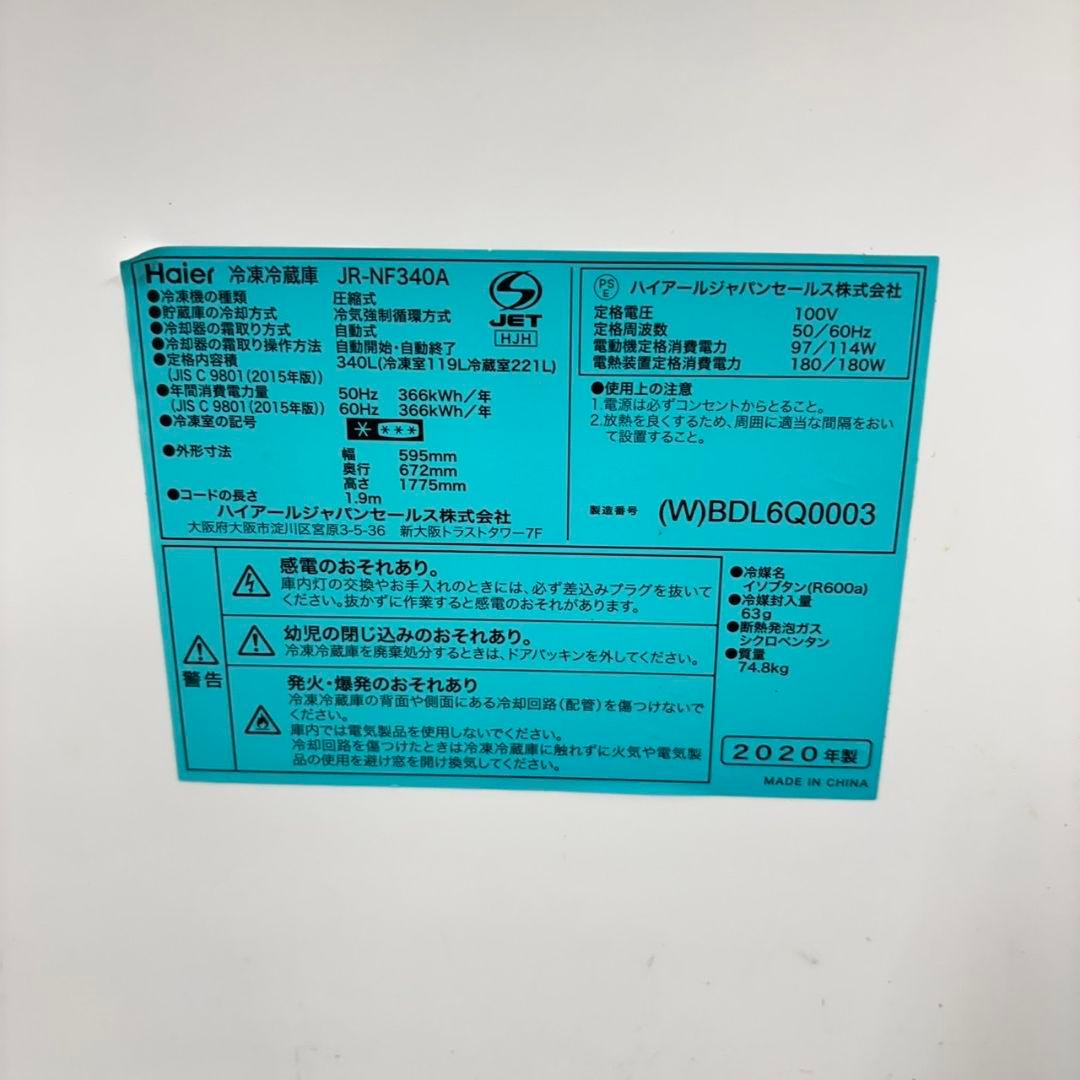 Haier 冷凍冷蔵庫 JR-NF340A
●冷凍機の種類 圧縮式
●貯蔵庫の冷却方式 冷気強制循環方式
●冷却器の霜取り方式 自動式
●冷却器の霜取り操作方法 自動開始・自動終了
●定格内容積 340L(冷凍室119L冷蔵室221L)
(JIS C 9801(2015年版))
●年間消費電力量 50Hz 366kWh/年
(JIS C 9801(2015年版)) 60Hz 366kWh/年
●冷凍室の記号
●外形寸法 幅 595mm
奥行 672mm
高さ 1775mm
●コードの長さ 1.9m
ハイアールジャパンセールス株式会社
大阪府大阪市淀川区宮原3-5-36 新大阪トラストタワー7F
JET
HJH
PS
E
ハイアールジャパンセールス株式会社
定格電圧 100V
定格周波数 50/60Hz
電動機定格消費電力 97/114W
電熱装置定格消費電力 180/180W
●使用上の注意
1.電源は必ずコンセントからとること。
2.放熱を良くするため、周囲に適当な間隔をおい
て設置すること。
製造番号 (W)BDL6Q0003
警告
感電のおそれあり。
庫内灯の交換やお手入れのときには、必ず差込みプラグを抜いて
ください。抜かずに作業すると感電のおそれがあります。
幼児の閉じ込みのおそれあり。
冷凍冷蔵庫を廃棄処分するときは、ドアパッキンを外してください。
発火・爆発のおそれあり
冷凍冷蔵庫の背面や側面にある冷却回路(配管)を傷つけないで
ください。
庫内では電気製品を使用しないでください。
冷却回路を傷つけたときは冷凍冷蔵庫に触れずに火気や電気製
品の使用を避け窓を開け換気してください。
●冷媒名
イソブタン(R600a)
●冷媒封入量
63g
●断熱発泡ガス
シクロペンタン
●質量
74.8kg
2020年製
MADE IN CHINA